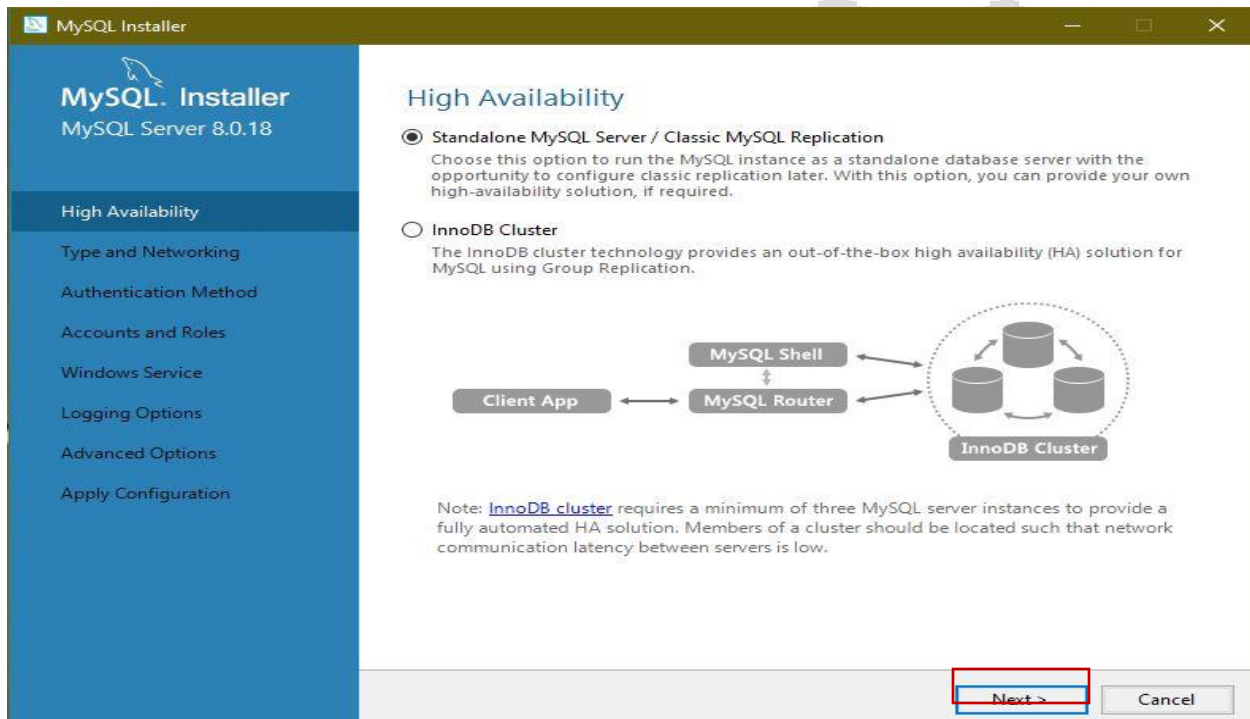 MySQL Installer
MySQL. Installer
MySQL Server 8.0.18
High Availability
Type and Networking
Authentication Method
Accounts and Roles
Windows Service
Logging Options
Advanced Options
Apply Configuration
High Availability
Standalone MySQL Server / Classic MySQL Replication
Choose this option to run the MySQL instance as a standalone database server with the
opportunity to configure classic replication later. With this option, you can provide your own
high-availability solution, if required.
InnoDB Cluster
The InnoDB cluster technology provides an out-of-the-box high availability (HA) solution for
MySQL using Group Replication.
MySQL Shell
Client App
MySQL Router
InnoDB Cluster
Note: InnoDB cluster requires a minimum of three MySQL server instances to provide a
fully automated HA solution. Members of a cluster should be located such that network
communication latency between servers is low.
Next >
Cancel